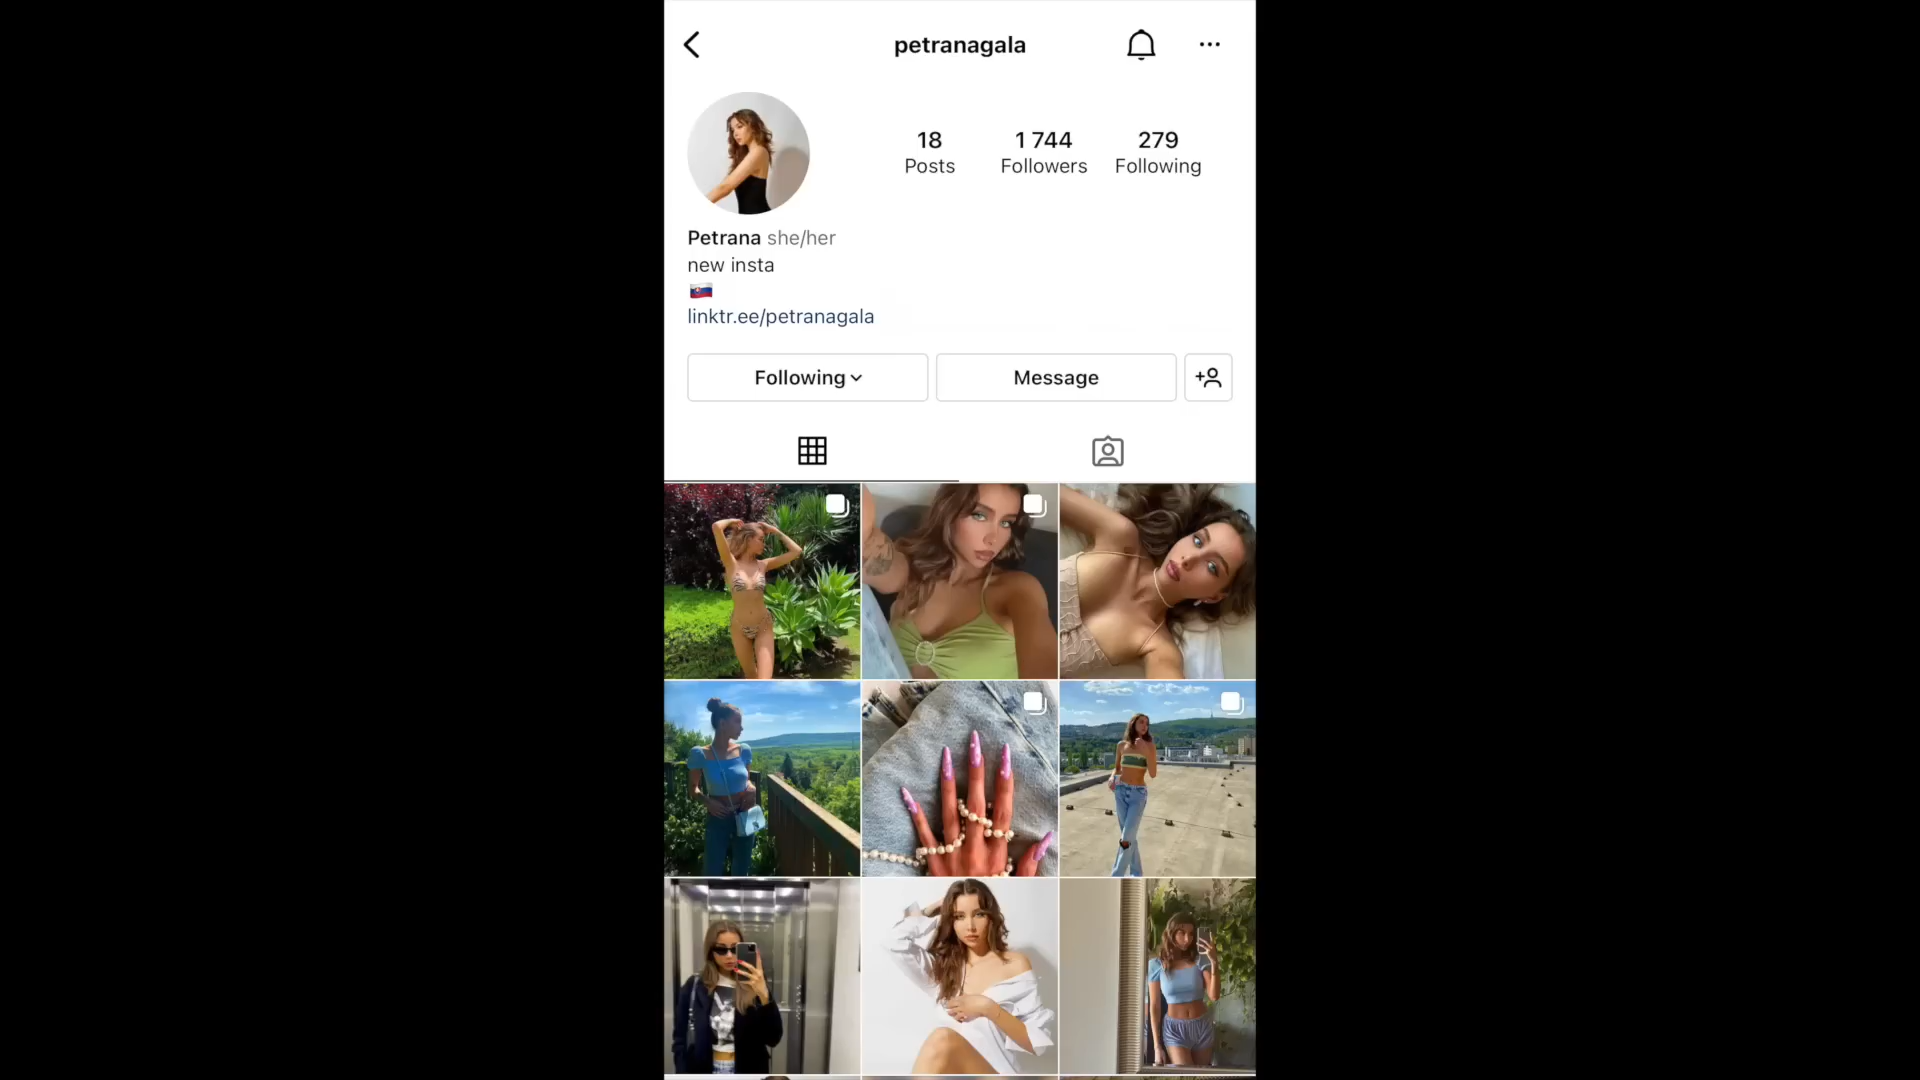 petranagala
18 1 744 279
Posts Followers Following
Petrana she/her
new insta
linktr.ee/petranagala
Following Message